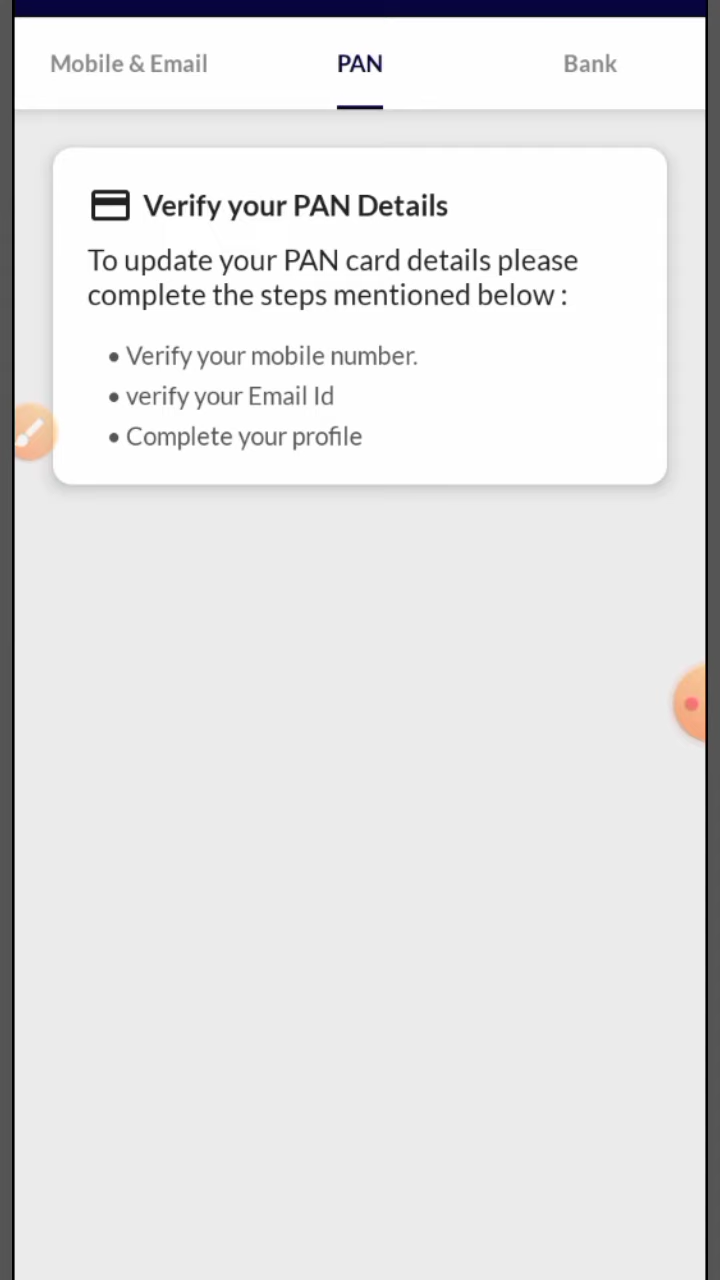 Mobile & Email PAN Bank
Verify your PAN Details
To update your PAN card details please
complete the steps mentioned below :
• Verify your mobile number.
• verify your Email Id
• Complete your profile